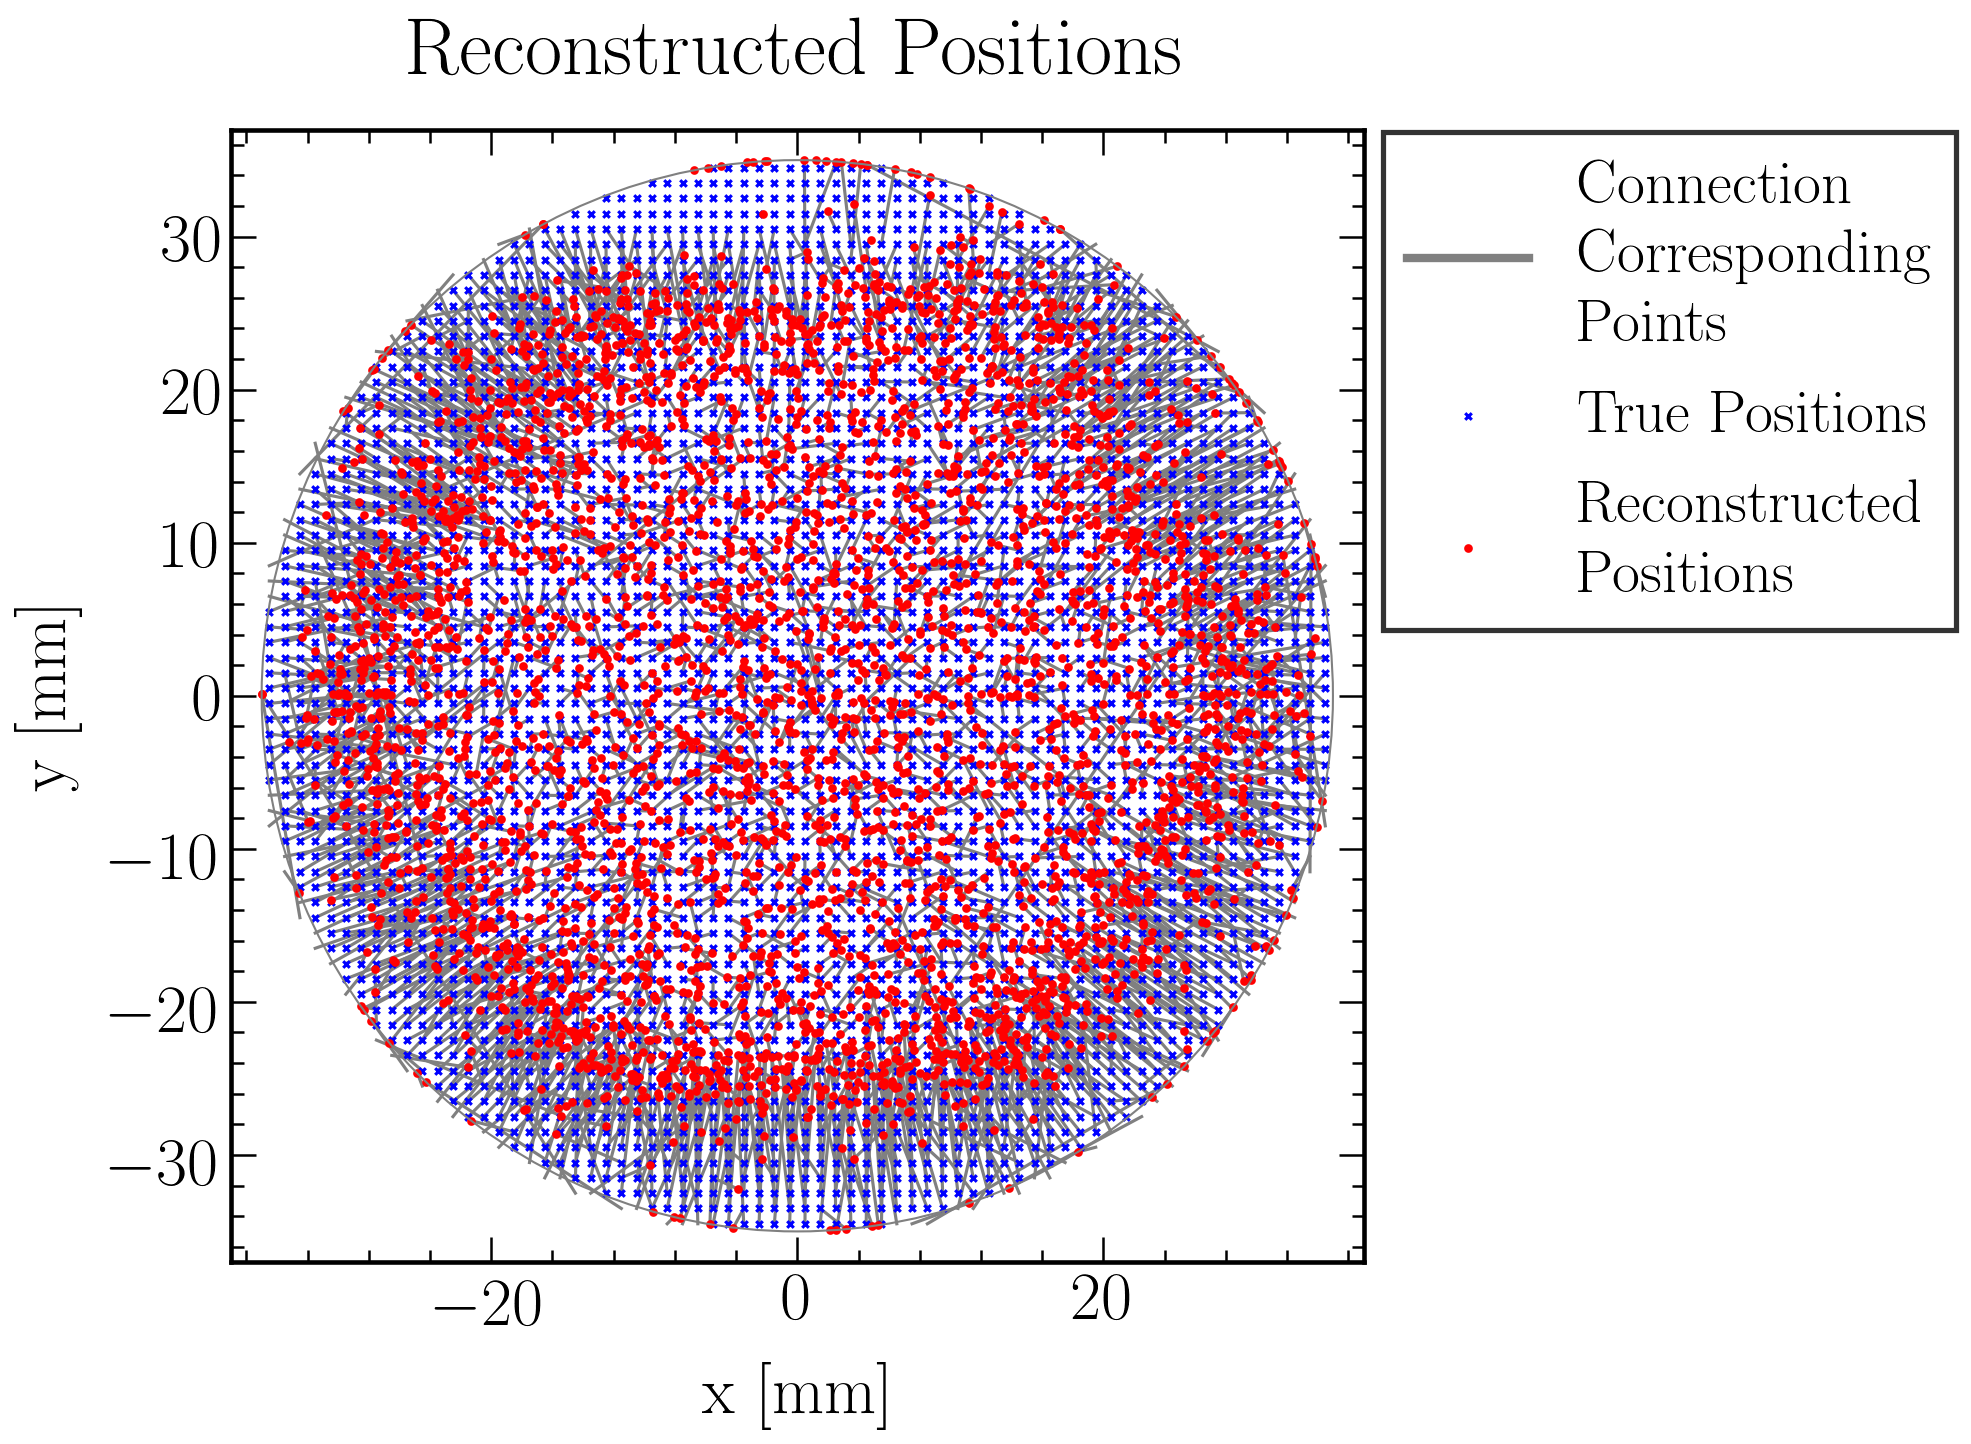 Reconstructed Positions
Connection
Corresponding
Points
True Positions
Reconstructed
Positions
y [mm]
30
20
10
0
−10
−20
−30
−20
0
20
x [mm]